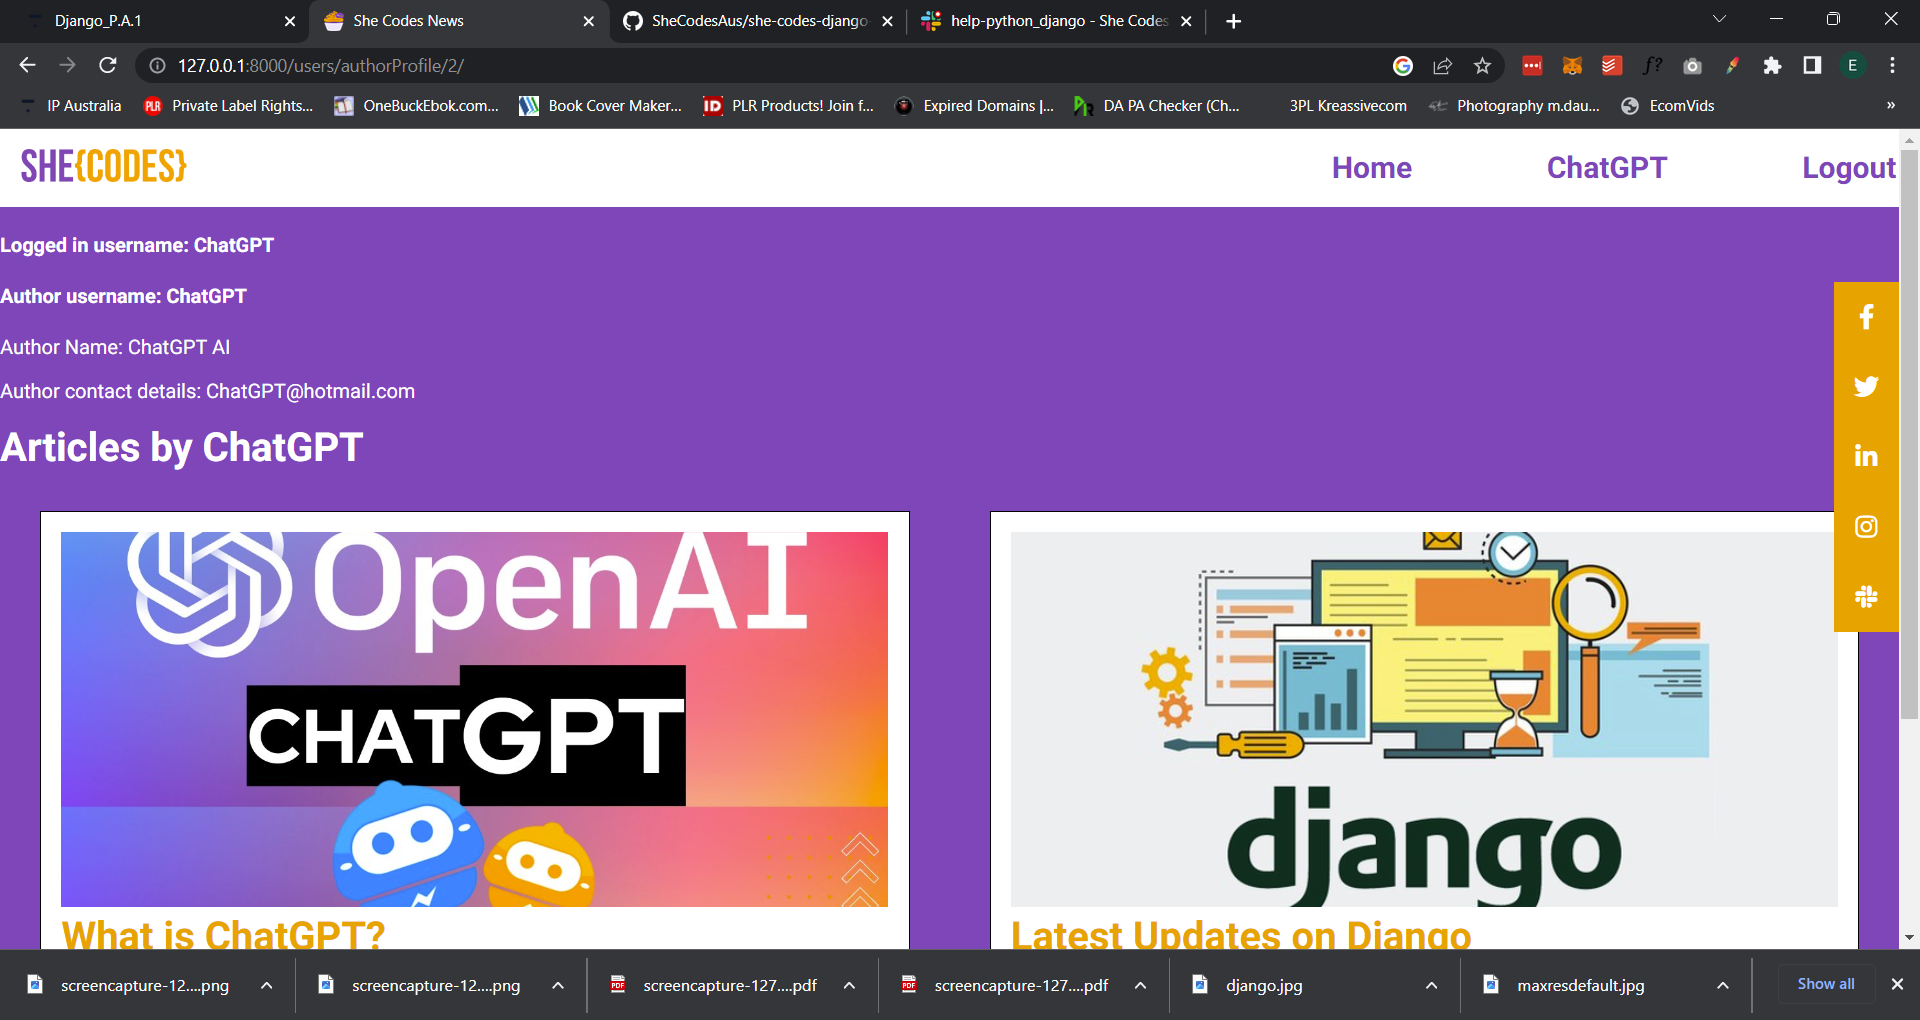 Django_P.A.1
She Codes News
SheCodesAus/she-codes-django-
help-python_django - She Codes
127.0.0.1:8000/users/authorProfile/2/
f?
E
IP Australia
PLR Private Label Rights...
OneBuckEbok.com...
Book Cover Maker...
ID PLR Products! Join f...
Expired Domains |...
DA PA Checker (Ch...
3PL Kreassivecom
Photography m.dau...
EcomVids
»
SHE{CODES}
Home
ChatGPT
Logout
Logged in username: ChatGPT
Author username: ChatGPT
Author Name: ChatGPT AI
Author contact details: ChatGPT@hotmail.com
Articles by ChatGPT
OpenAI
CHATGPT
django
What is ChatGPT?
Latest Updates on Django
screencapture-12....png
screencapture-12....png
PDF screencapture-127....pdf
PDF screencapture-127....pdf
django.jpg
maxresdefault.jpg
Show all